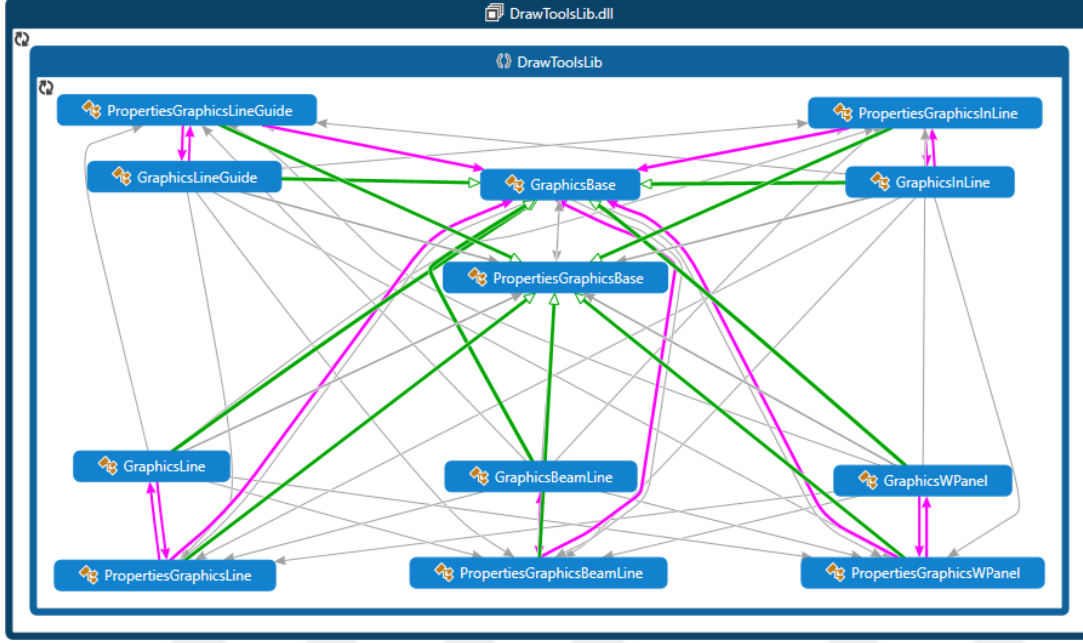 DrawToolsLib.dll
DrawToolsLib
PropertiesGraphicsLineGuide
PropertiesGraphicsInLine
GraphicsLineGuide
GraphicsBase
GraphicsInLine
PropertiesGraphicsBase
GraphicsLine
GraphicsBeamLine
GraphicsWPanel
PropertiesGraphicsLine
PropertiesGraphicsBeamLine
PropertiesGraphicsWPanel